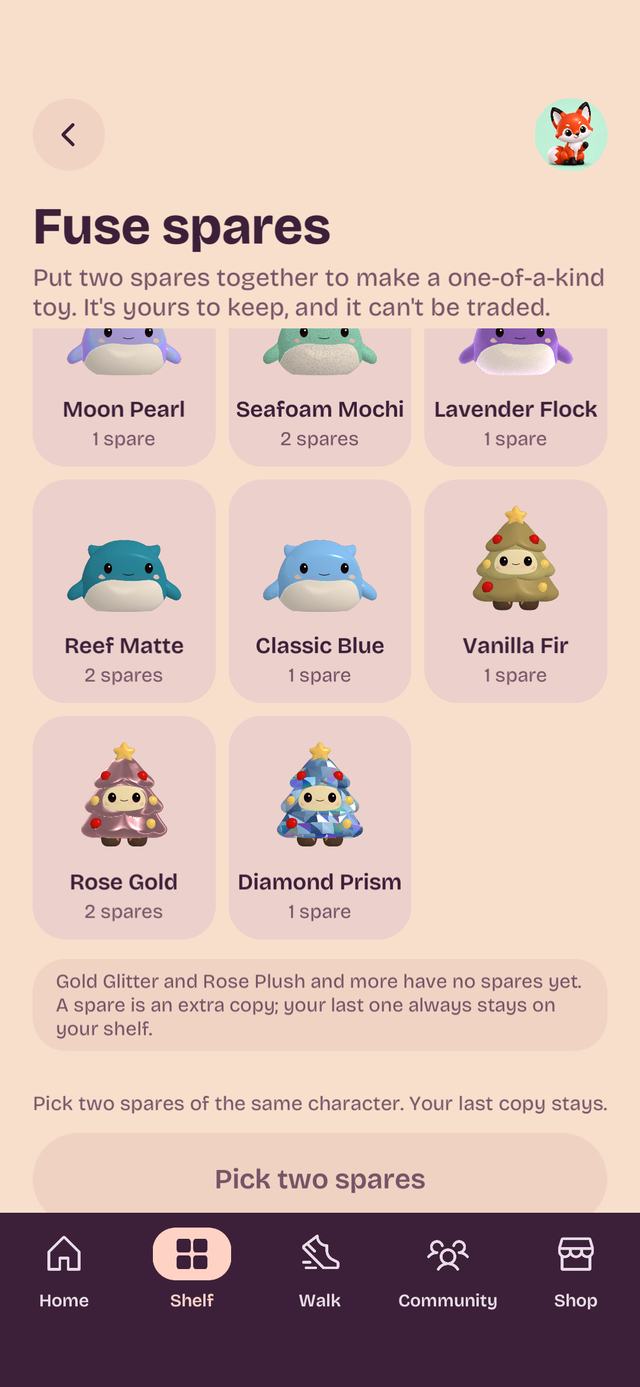 Fuse spares
Put two spares together to make a one-of-a-kind
toy. It's yours to keep, and it can't be traded.
Moon Pearl
1 spare
Seafoam Mochi
2 spares
Lavender Flock
1 spare
Reef Matte
2 spares
Classic Blue
1 spare
Vanilla Fir
1 spare
Rose Gold
2 spares
Diamond Prism
1 spare
Gold Glitter and Rose Plush and more have no spares yet.
A spare is an extra copy; your last one always stays on
your shelf.
Pick two spares of the same character. Your last copy stays.
Pick two spares
Home
Shelf
Walk
Community
Shop